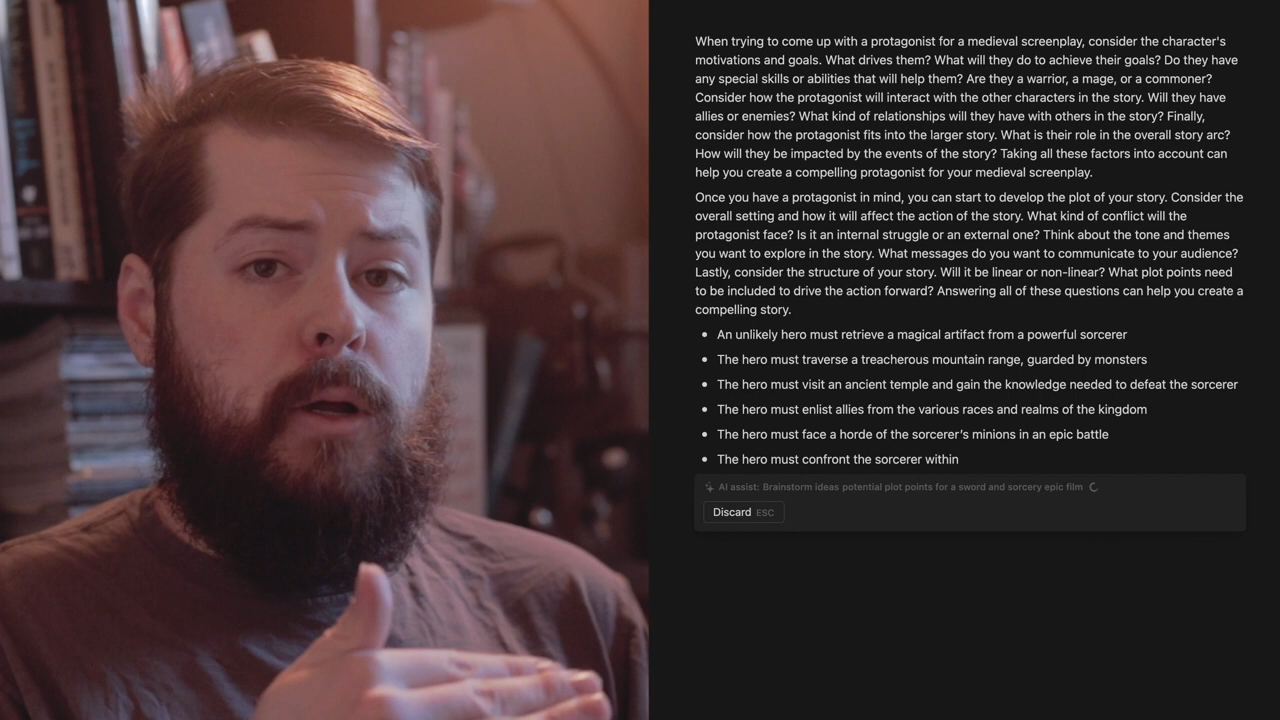 When trying to come up with a protagonist for a medieval screenplay, consider the character's
motivations and goals. What drives them? What will they do to achieve their goals? Do they have
any special skills or abilities that will help them? Are they a warrior, a mage, or a commoner?
Consider how the protagonist will interact with the other characters in the story. Will they have
allies or enemies? What kind of relationships will they have with others in the story? Finally,
consider how the protagonist fits into the larger story. What is their role in the overall story arc?
How will they be impacted by the events of the story? Taking all these factors into account can
help you create a compelling protagonist for your medieval screenplay.
Once you have a protagonist in mind, you can start to develop the plot of your story. Consider the
overall setting and how it will affect the action of the story. What kind of conflict will the
protagonist face? Is it an internal struggle or an external one? Think about the tone and themes
you want to explore in the story. What messages do you want to communicate to your audience?
Lastly, consider the structure of your story. Will it be linear or non-linear? What plot points need
to be included to drive the action forward? Answering all of these questions can help you create a
compelling story.
• An unlikely hero must retrieve a magical artifact from a powerful sorcerer
• The hero must traverse a treacherous mountain range, guarded by monsters
• The hero must visit an ancient temple and gain the knowledge needed to defeat the sorcerer
• The hero must enlist allies from the various races and realms of the kingdom
• The hero must face a horde of the sorcerer’s minions in an epic battle
• The hero must confront the sorcerer within
AI assist: Brainstorm ideas potential plot points for a sword and sorcery epic film
Discard ESC